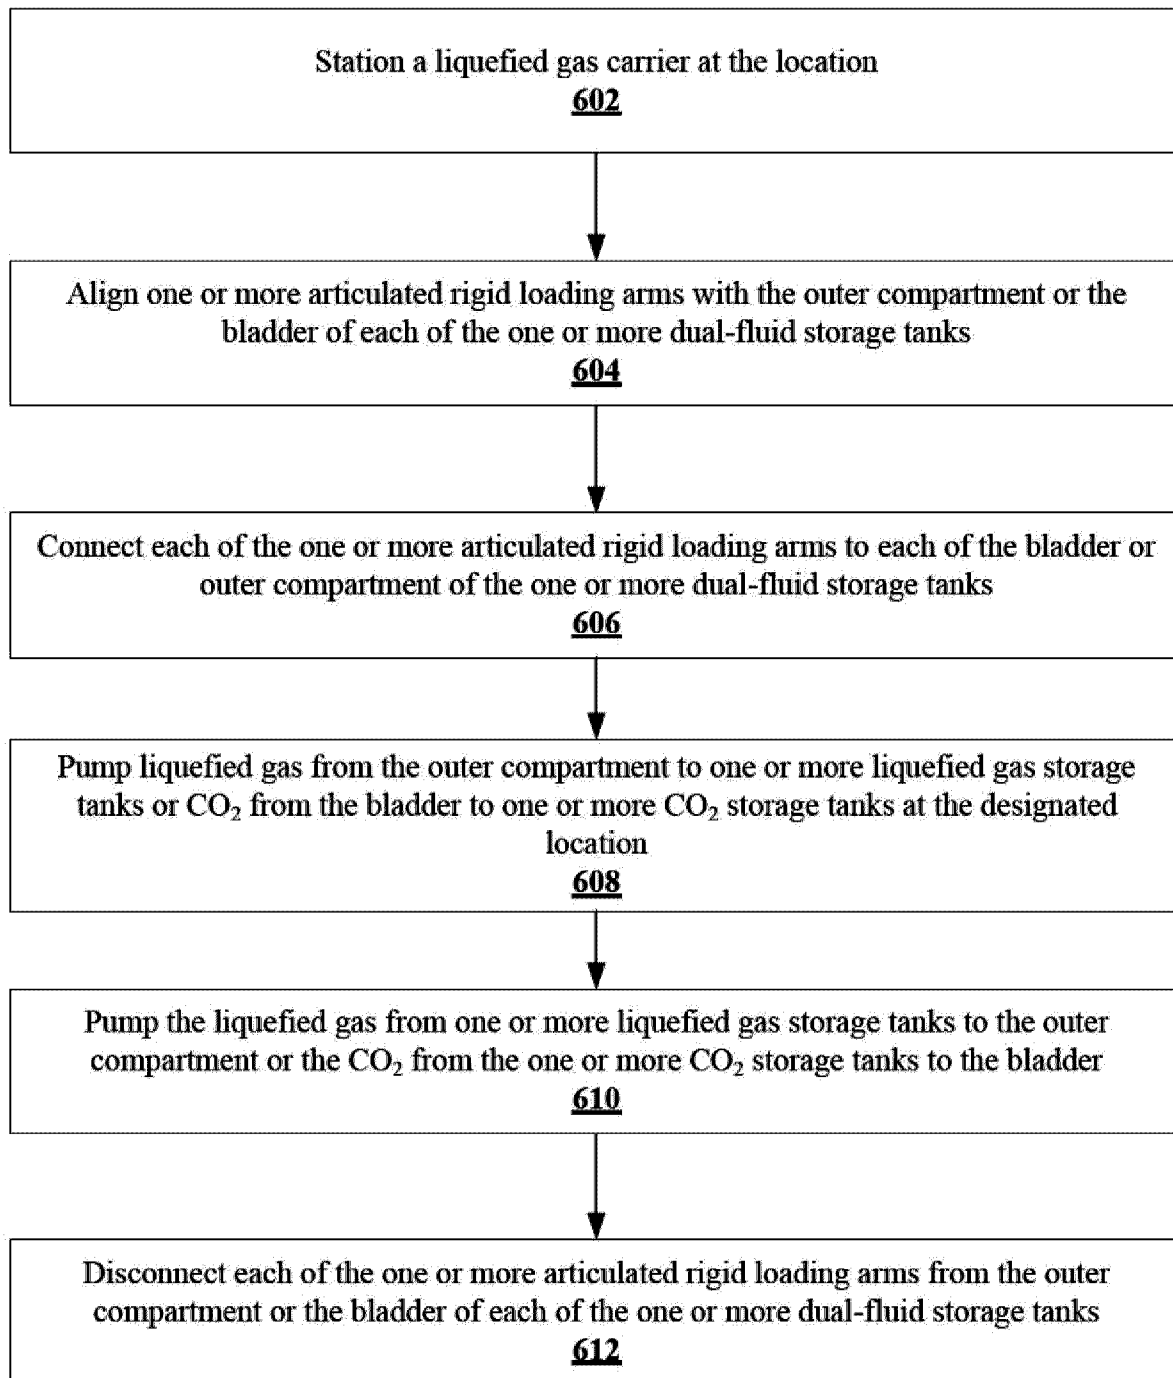 Station a liquefied gas carrier at the location
602
Align one or more articulated rigid loading arms with the outer compartment or the
bladder of each of the one or more dual-fluid storage tanks
604
Connect each of the one or more articulated rigid loading arms to each of the bladder or
outer compartment of the one or more dual-fluid storage tanks
606
Pump liquefied gas from the outer compartment to one or more liquefied gas storage
tanks or CO₂ from the bladder to one or more CO₂ storage tanks at the designated
location
608
Pump the liquefied gas from one or more liquefied gas storage tanks to the outer
compartment or the CO₂ from the one or more CO₂ storage tanks to the bladder
610
Disconnect each of the one or more articulated rigid loading arms from the outer
compartment or the bladder of each of the one or more dual-fluid storage tanks
612